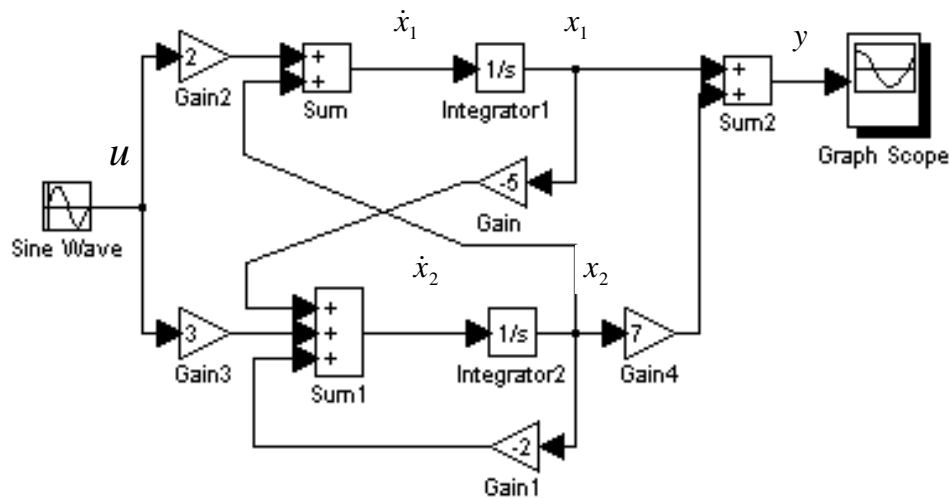 ẋ₁
x₁
y
2
+
+
1/s
+
+
Gain2
Sum
Integrator1
Sum2
Graph Scope
u
-5
Gain
Sine Wave
ẋ₂
x₂
+
3
+
1/s
7
+
Gain3
Sum1
Integrator2
Gain4
-2
Gain1